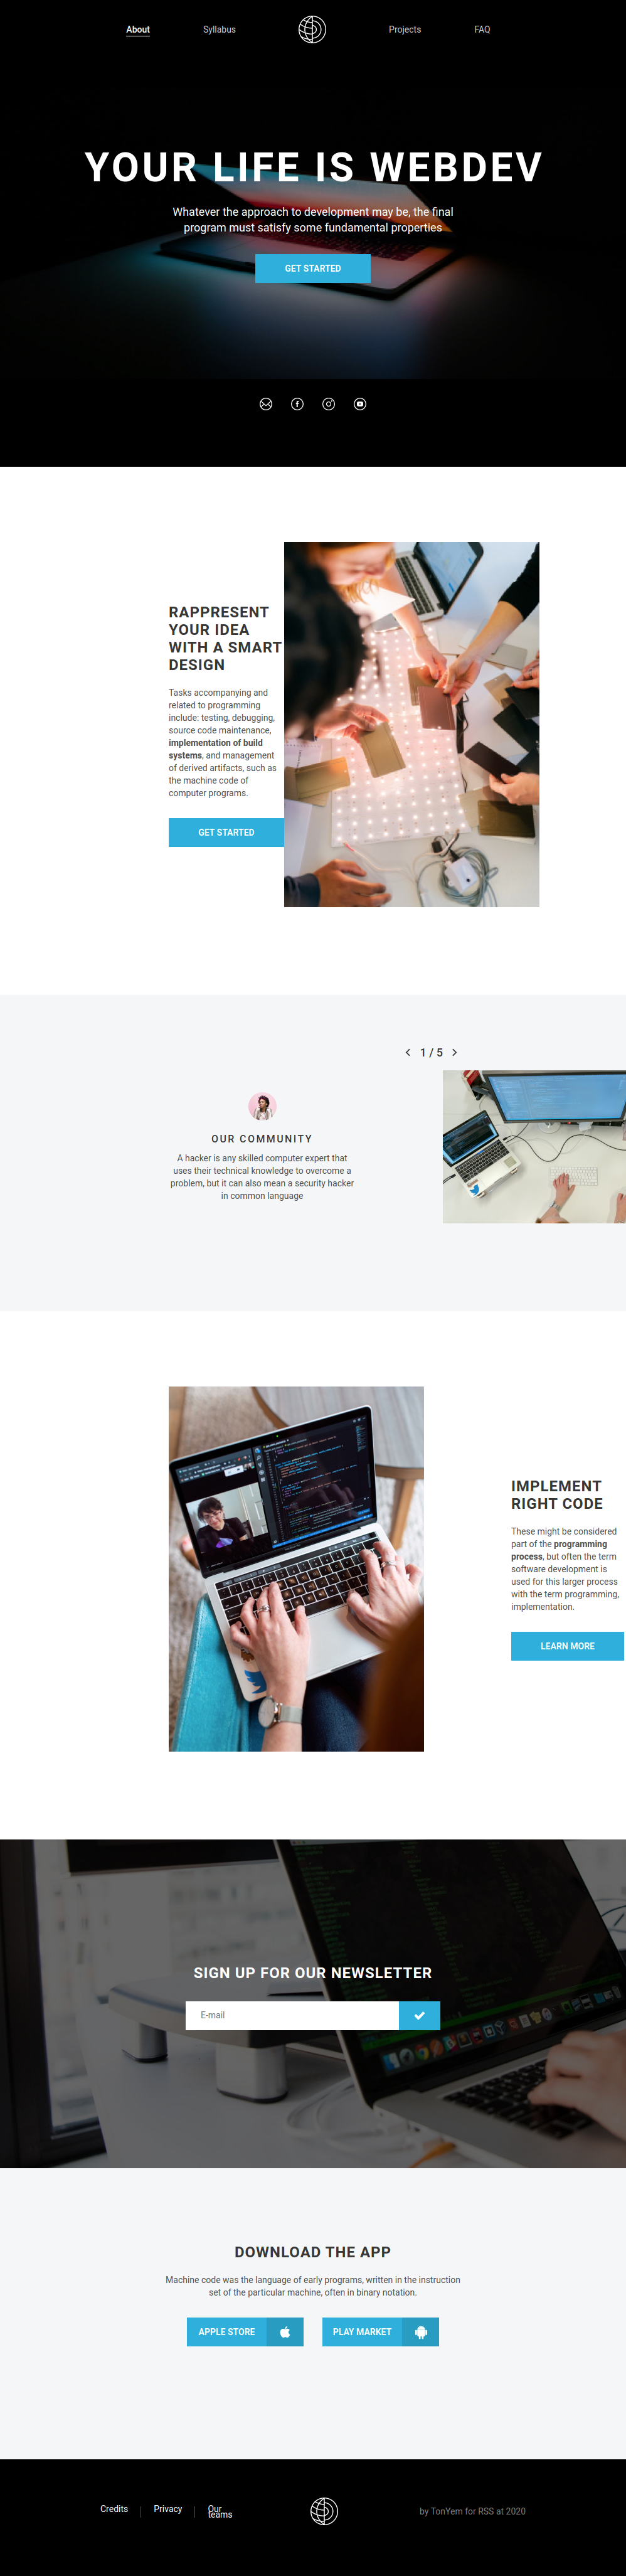 About
Syllabus
Projects
FAQ
YOUR LIFE IS WEBDEV
Whatever the approach to development may be, the final
program must satisfy some fundamental properties
GET STARTED
RAPPRESENT
YOUR IDEA
WITH A SMART
DESIGN
Tasks accompanying and
related to programming
include: testing, debugging,
source code maintenance,
implementation of build
systems, and management
of derived artifacts, such as
the machine code of
computer programs.
GET STARTED
1 / 5
OUR COMMUNITY
A hacker is any skilled computer expert that
uses their technical knowledge to overcome a
problem, but it can also mean a security hacker
in common language
IMPLEMENT
RIGHT CODE
These might be considered
part of the programming
process, but often the term
software development is
used for this larger process
with the term programming,
implementation.
LEARN MORE
SIGN UP FOR OUR NEWSLETTER
E-mail
DOWNLOAD THE APP
Machine code was the language of early programs, written in the instruction
set of the particular machine, often in binary notation.
APPLE STORE
PLAY MARKET
Credits
Privacy
Our
teams
by TonYem for RSS at 2020